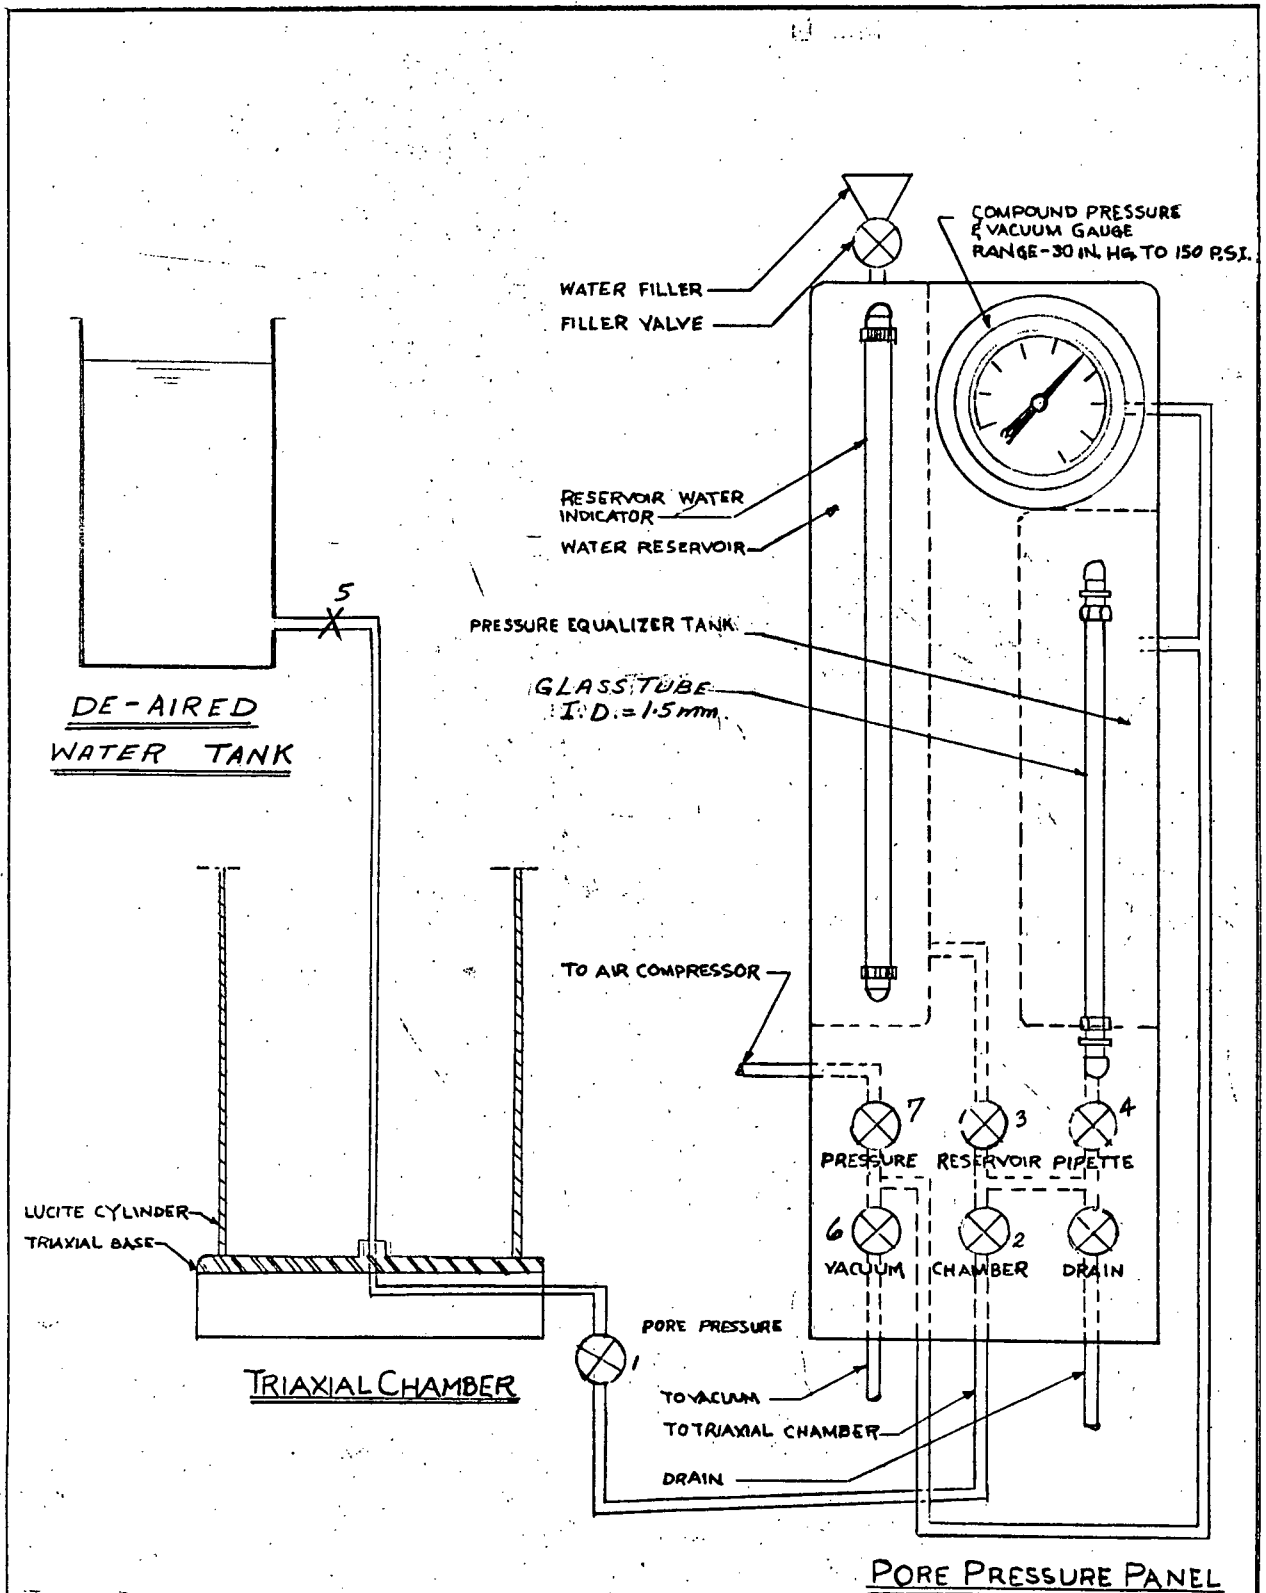 COMPOUND PRESSURE
& VACUUM GAUGE
RANGE-30 IN. HG. TO 150 P.S.I.
WATER FILLER
FILLER VALVE
RESERVOIR WATER
INDICATOR
WATER RESERVOIR
5
PRESSURE EQUALIZER TANK
GLASS TUBE
I.D. = 1.5 mm.
DE-AIRED
WATER TANK
TO AIR COMPRESSOR
7
3
4
PRESSURE
RESERVOIR
PIPETTE
LUCITE CYLINDER
TRIAXIAL BASE
6
2
VACUUM
CHAMBER
DRAIN
PORE PRESSURE
1
TRIAXIAL CHAMBER
TO VACUUM
TO TRIAXIAL CHAMBER
DRAIN
PORE PRESSURE PANEL